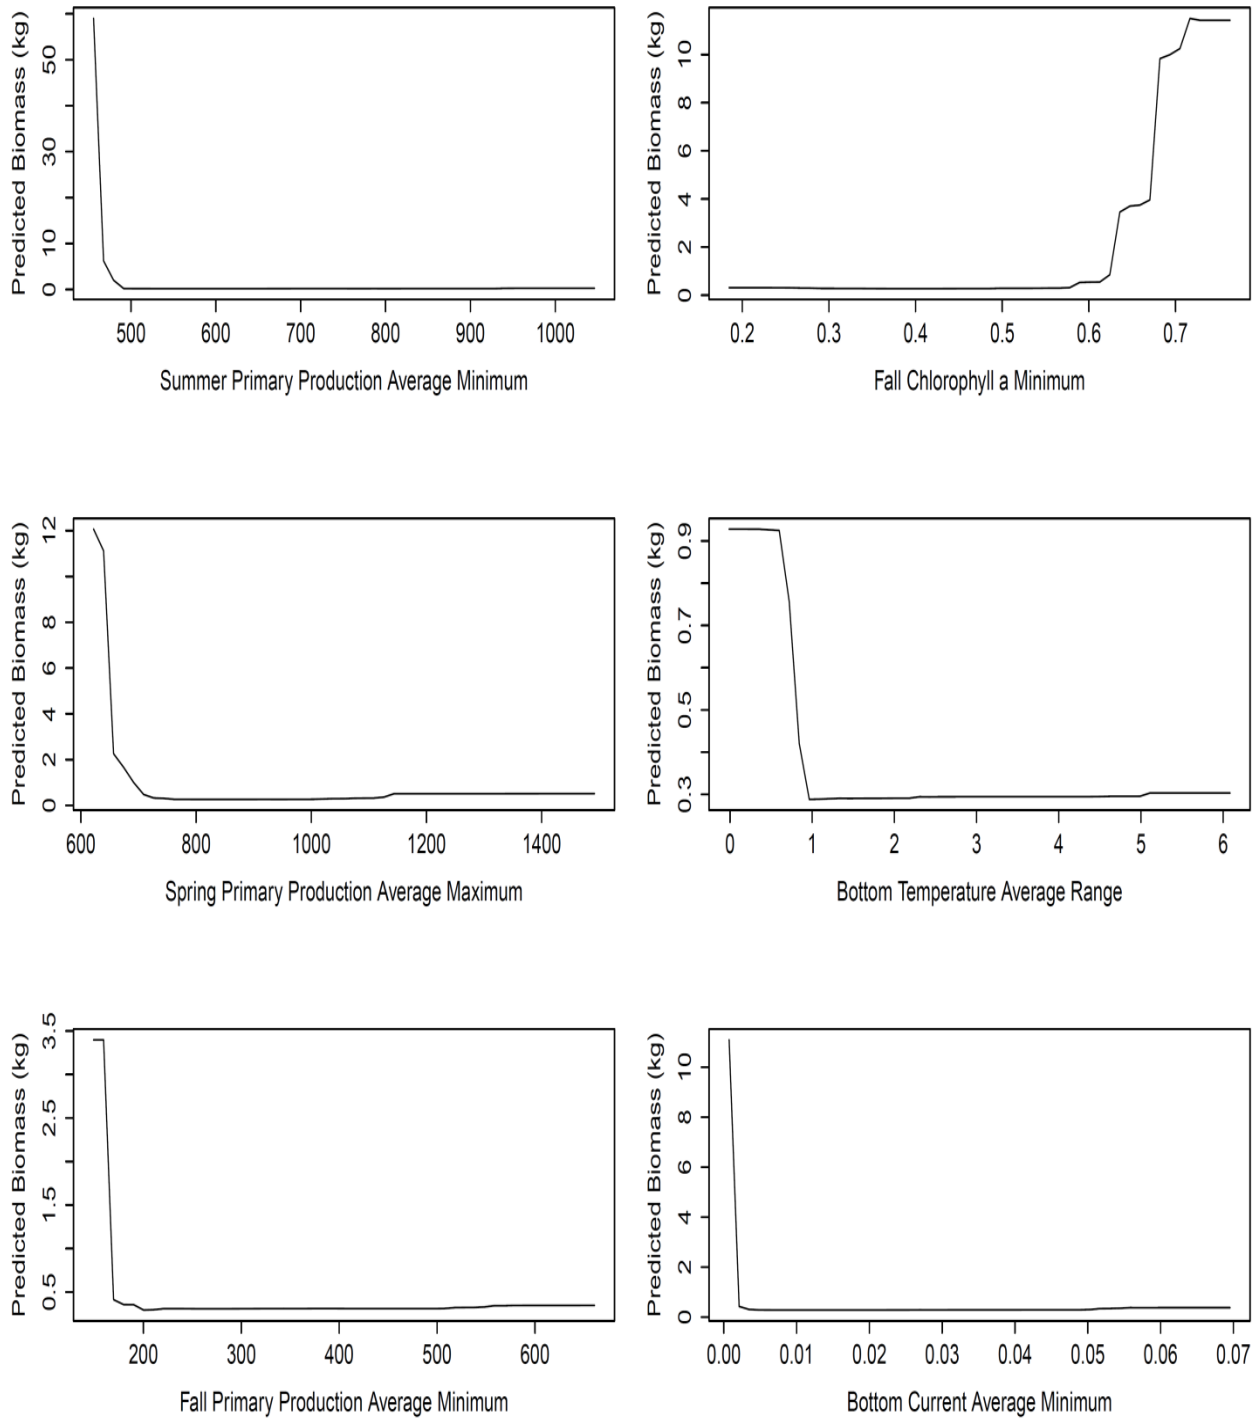 Predicted Biomass (kg)
0 10 30 50
500 600 700 800 900 1000
Summer Primary Production Average Minimum
Predicted Biomass (kg)
0 2 4 6 8 10
0.2 0.3 0.4 0.5 0.6 0.7
Fall Chlorophyll a Minimum
Predicted Biomass (kg)
0 2 4 6 8 12
600 800 1000 1200 1400
Spring Primary Production Average Maximum
Predicted Biomass (kg)
0.3 0.5 0.7 0.9
0 1 2 3 4 5 6
Bottom Temperature Average Range
Predicted Biomass (kg)
0.5 1.5 2.5 3.5
200 300 400 500 600
Fall Primary Production Average Minimum
Predicted Biomass (kg)
0 2 4 6 8 10
0.00 0.01 0.02 0.03 0.04 0.05 0.06 0.07
Bottom Current Average Minimum